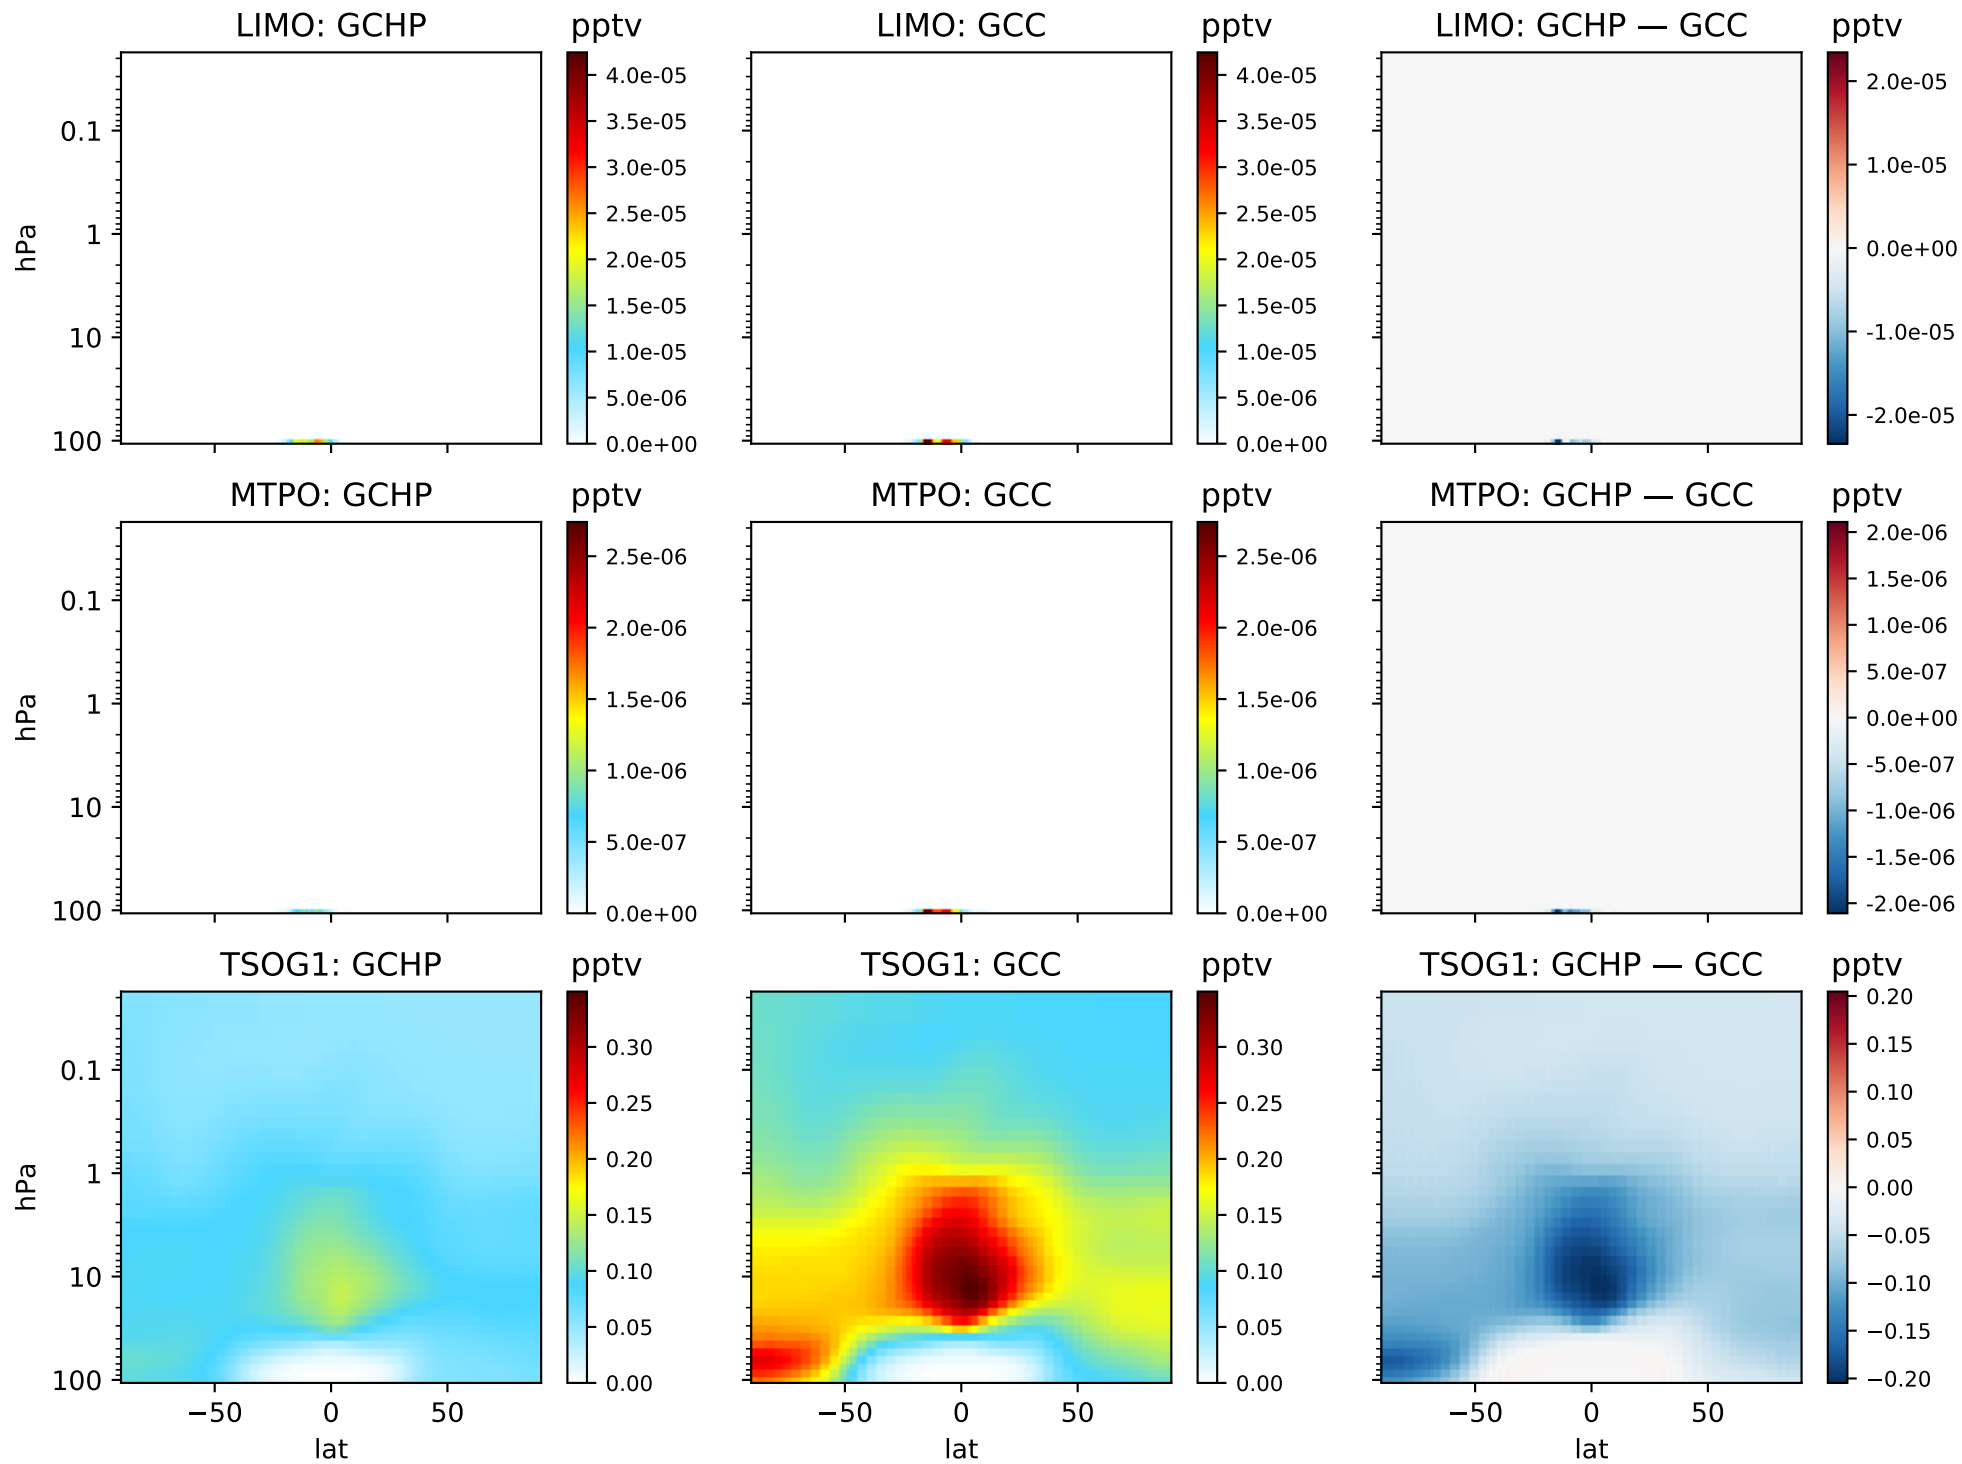 LIMO: GCHP
pptv
LIMO: GCC
pptv
LIMO: GCHP — GCC
pptv
hPa
0.1
1
10
100
4.0e-05
3.5e-05
3.0e-05
2.5e-05
2.0e-05
1.5e-05
1.0e-05
5.0e-06
0.0e+00
4.0e-05
3.5e-05
3.0e-05
2.5e-05
2.0e-05
1.5e-05
1.0e-05
5.0e-06
0.0e+00
2.0e-05
1.0e-05
0.0e+00
-1.0e-05
-2.0e-05
MTPO: GCHP
pptv
MTPO: GCC
pptv
MTPO: GCHP — GCC
pptv
hPa
0.1
1
10
100
2.5e-06
2.0e-06
1.5e-06
1.0e-06
5.0e-07
0.0e+00
2.5e-06
2.0e-06
1.5e-06
1.0e-06
5.0e-07
0.0e+00
2.0e-06
1.5e-06
1.0e-06
5.0e-07
0.0e+00
-5.0e-07
-1.0e-06
-1.5e-06
-2.0e-06
TSOG1: GCHP
pptv
TSOG1: GCC
pptv
TSOG1: GCHP — GCC
pptv
hPa
0.1
1
10
100
0.30
0.25
0.20
0.15
0.10
0.05
0.00
0.30
0.25
0.20
0.15
0.10
0.05
0.00
0.20
0.15
0.10
0.05
0.00
−0.05
−0.10
−0.15
−0.20
−50 0 50
−50 0 50
−50 0 50
lat
lat
lat